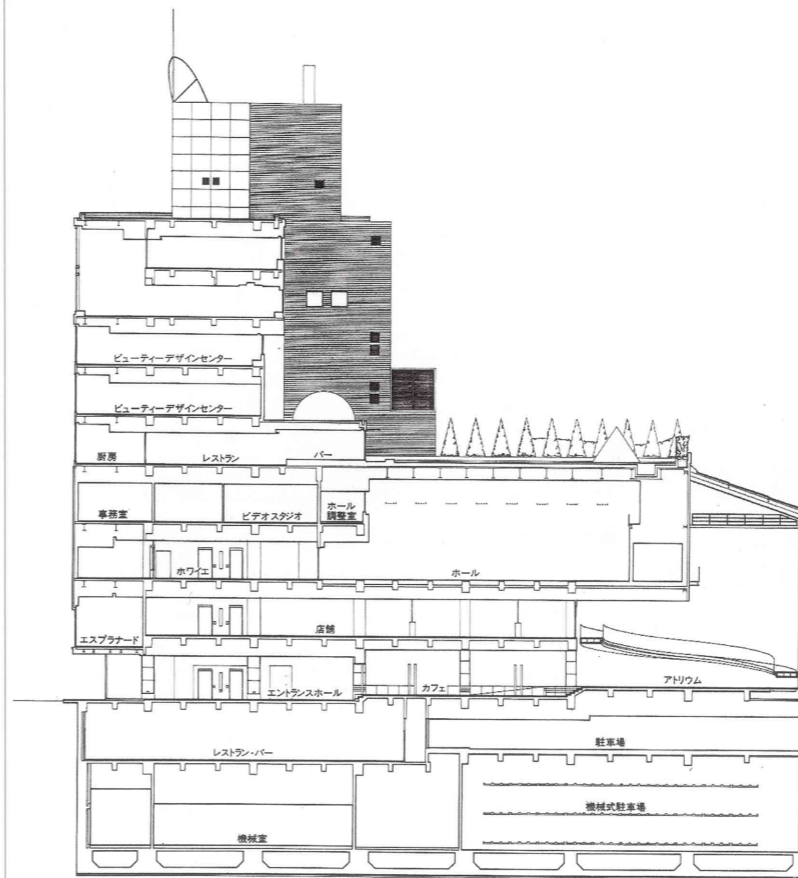 ビューティーデザインセンター
ビューティーデザインセンター
厨房 レストラン バー
事務室 ビデオスタジオ ホール
調整室
ホワイエ ホール
エスプラナード 店舗
エントランスホール カフェ アトリウム
レストラン・バー 駐車場
機械室 機械式駐車場